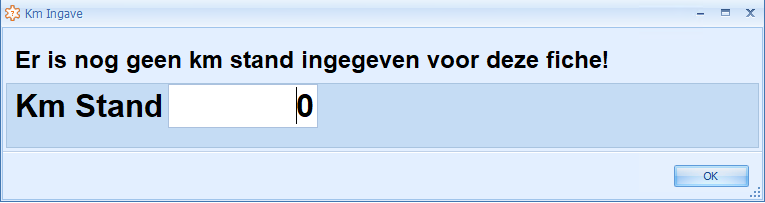 Km Ingave
Er is nog geen km stand ingegeven voor deze fiche!
Km Stand 0
OK